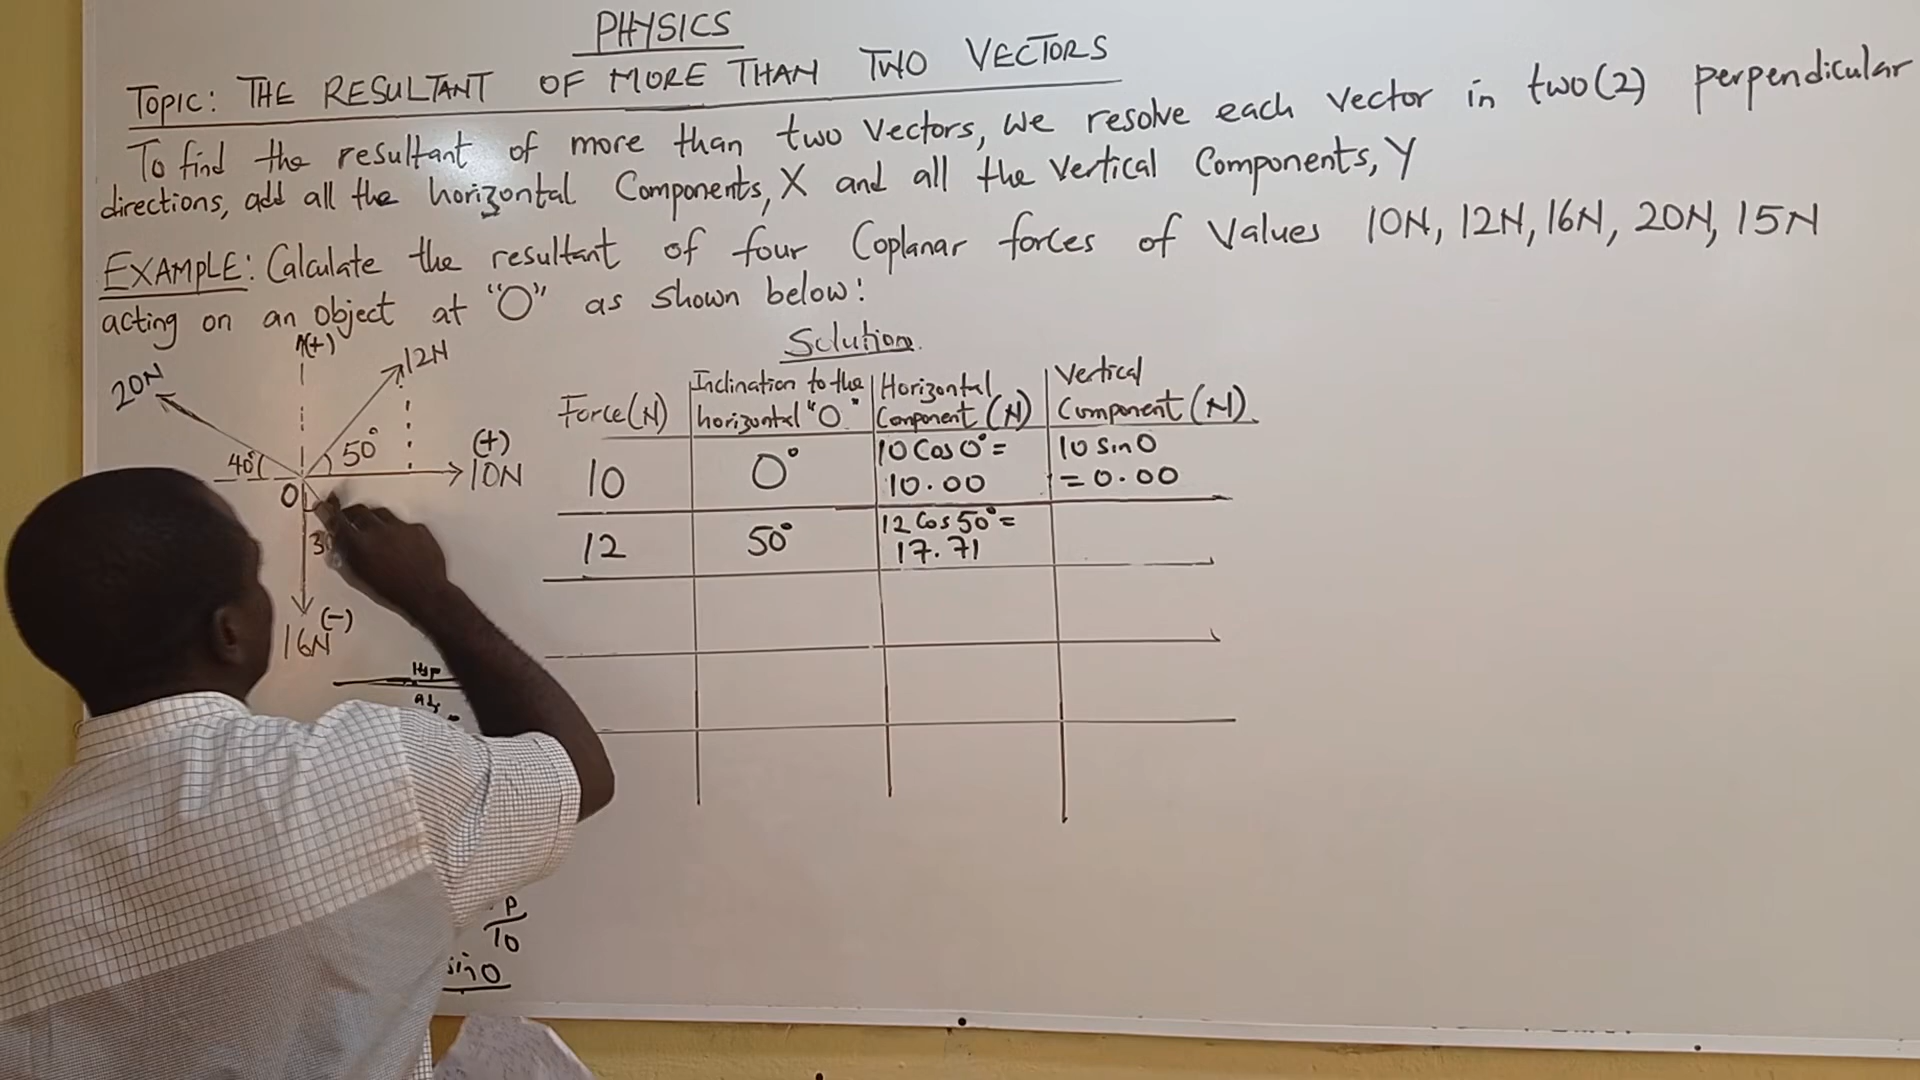 PHYSICS
Topic: THE RESULTANT OF MORE THAN TWO VECTORS
To find the resultant of more than two vectors, we resolve each vector in two(2) perpendicular
directions, add all the horizontal Components, X and all the vertical Components, Y
EXAMPLE: Calculate the resultant of four Coplanar forces of values 10N, 12N, 16N, 20N, 15N
acting on an object at "O" as shown below:
(+)
12N
20N
50°
40°
(+)
10N
O
3
(-)
16N
Hyp
Adj
P
10
sin0
Solution
Force(N)
Inclination to the
horizontal "O"
Horizontal
Component (N)
Vertical
Component (N)
10
0°
10 Cos 0° =
10.00
10 sin 0
= 0.00
12
50°
12 Cos 50° =
17.71